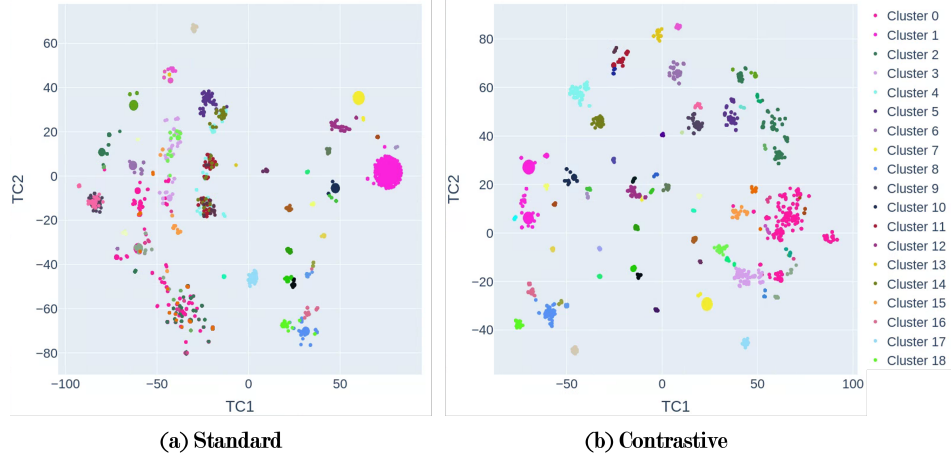 60
40
20
0
−20
−40
−60
−80
TC2
−100
−50
0
50
TC1
(a) Standard
80
60
40
20
0
−20
−40
TC2
−50
0
50
100
TC1
(b) Contrastive
Cluster 0
Cluster 1
Cluster 2
Cluster 3
Cluster 4
Cluster 5
Cluster 6
Cluster 7
Cluster 8
Cluster 9
Cluster 10
Cluster 11
Cluster 12
Cluster 13
Cluster 14
Cluster 15
Cluster 16
Cluster 17
Cluster 18